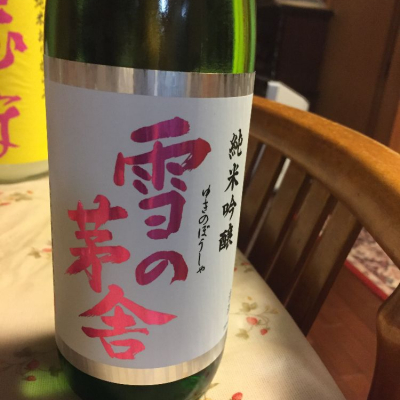 純米吟醸
雪の
茅舎
ゆきのぼうしゃ